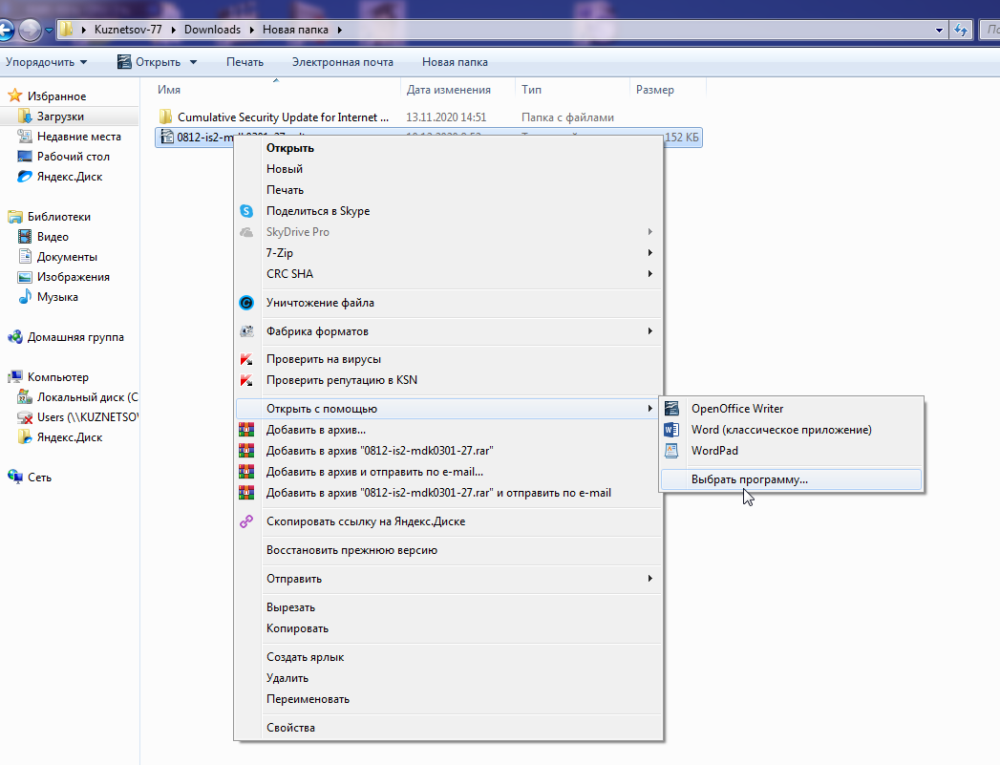 Kuznetsov-77 Downloads Новая папка
Упорядочить Открыть Печать Электронная почта Новая папка
Имя Дата изменения Тип Размер
Избранное
Загрузки
Недавние места
Рабочий стол
Яндекс.Диск
Библиотеки
Видео
Документы
Изображения
Музыка
Домашняя группа
Компьютер
Локальный диск (C
Users (\\KUZNETSOV
Яндекс.Диск
Сеть
Cumulative Security Update for Internet ... 13.11.2020 14:51 Папка с файлами
152 КБ
Открыть
Новый
Печать
Поделиться в Skype
SkyDrive Pro
7-Zip
CRC SHA
Уничтожение файла
Фабрика форматов
Проверить на вирусы
Проверить репутацию в KSN
Открыть с помощью
Добавить в архив...
Добавить в архив "0812-is2-mdk0301-27.rar"
Добавить в архив и отправить по e-mail...
Добавить в архив "0812-is2-mdk0301-27.rar" и отправить по e-mail
Скопировать ссылку на Яндекс.Диске
Восстановить прежнюю версию
Отправить
Вырезать
Копировать
Создать ярлык
Удалить
Переименовать
Свойства
OpenOffice Writer
Word (классическое приложение)
WordPad
Выбрать программу...